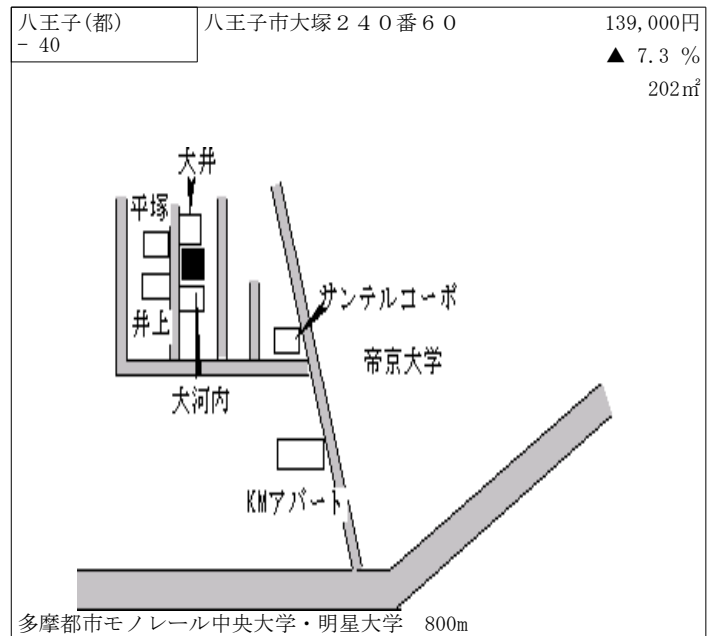 八王子(都) 八王子市大塚２４０番６０ 139,000円
- 40 ▲ 7.3 %
202㎡
大井
平塚
サンテルコーポ
井上
帝京大学
大河内
KMアパート
多摩都市モノレール中央大学・明星大学 800m